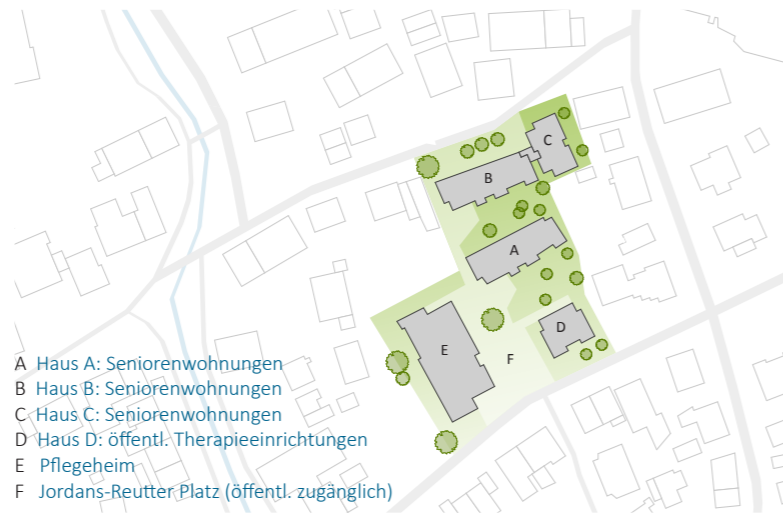 C
B
A
D
E
F
A Haus A: Seniorenwohnungen
B Haus B: Seniorenwohnungen
C Haus C: Seniorenwohnungen
D Haus D: öffentl. Therapieeinrichtungen
E Pflegeheim
F Jordans-Reutter Platz (öffentl. zugänglich)